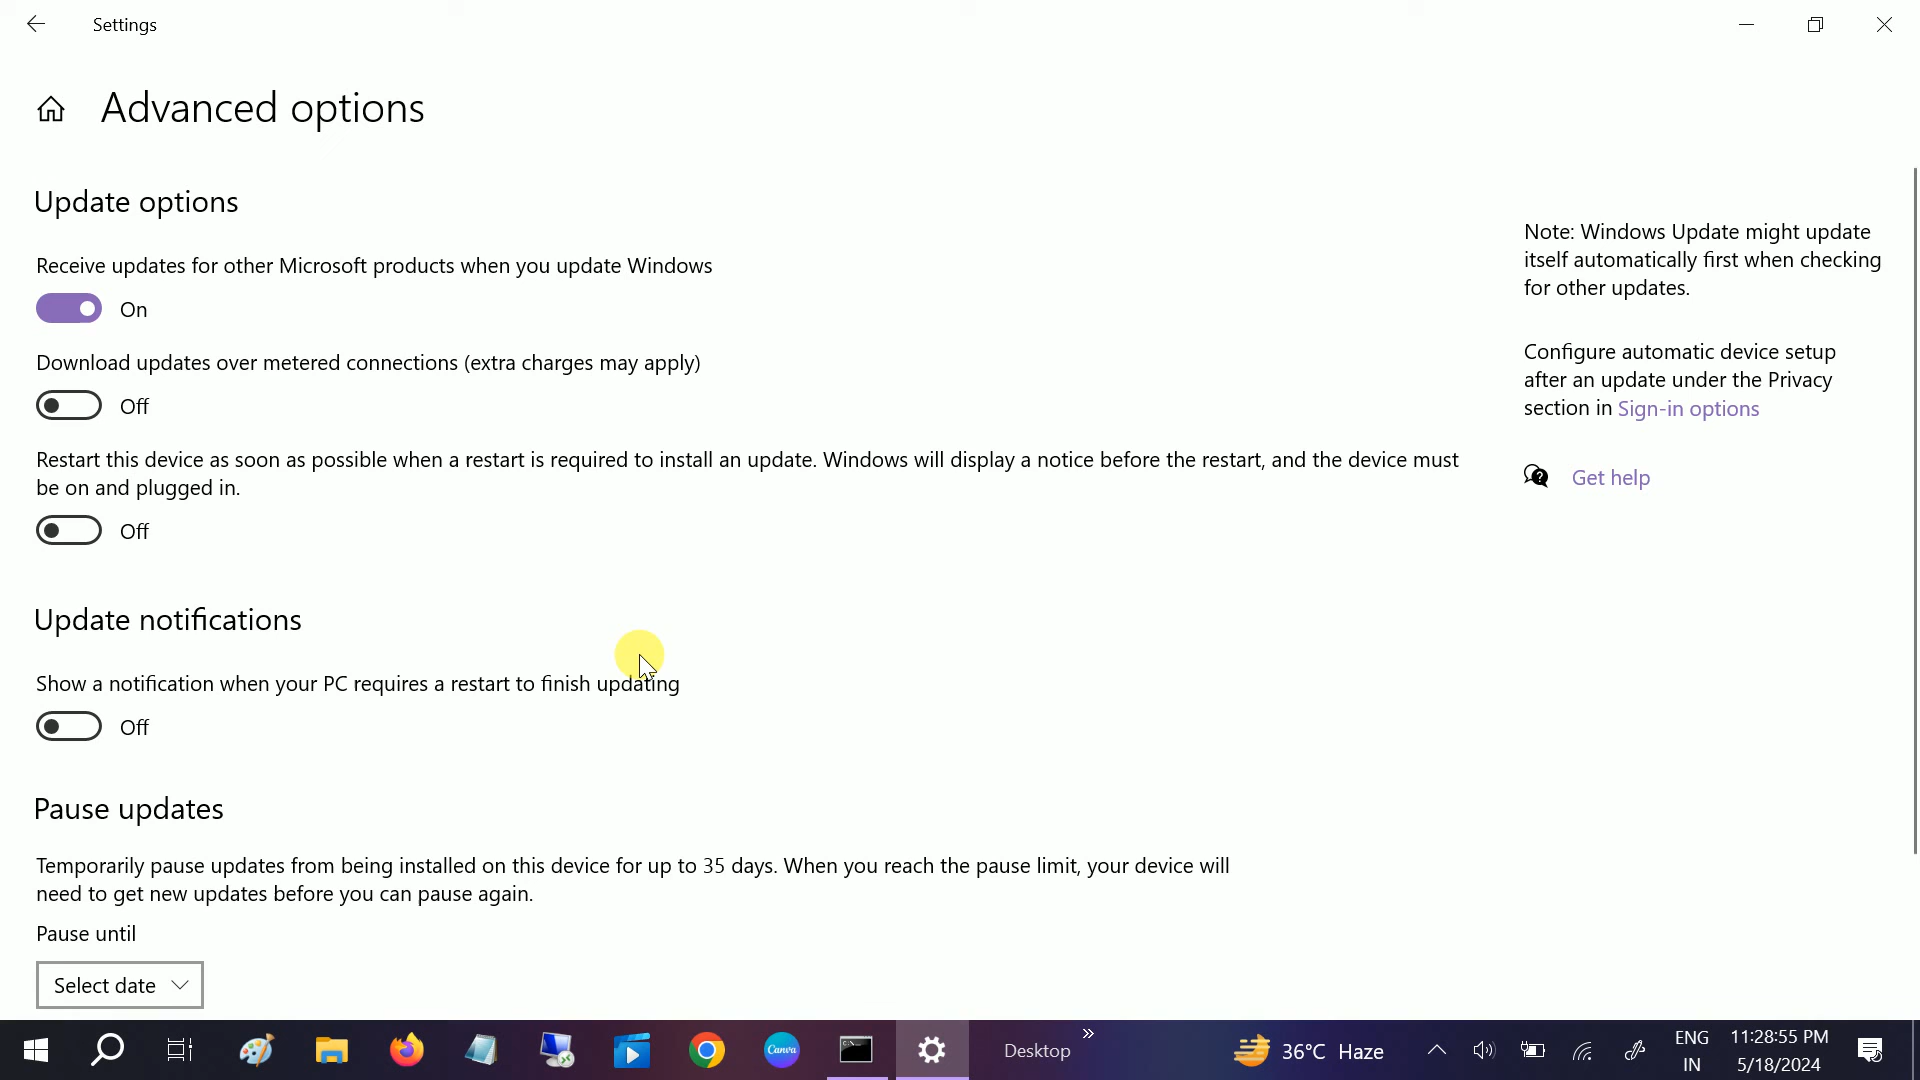 Settings
Advanced options
Update options
Receive updates for other Microsoft products when you update Windows
On
Download updates over metered connections (extra charges may apply)
Off
Restart this device as soon as possible when a restart is required to install an update. Windows will display a notice before the restart, and the device must
be on and plugged in.
Off
Update notifications
Show a notification when your PC requires a restart to finish updating
Off
Pause updates
Temporarily pause updates from being installed on this device for up to 35 days. When you reach the pause limit, your device will
need to get new updates before you can pause again.
Pause until
Select date
Note: Windows Update might update
itself automatically first when checking
for other updates.
Configure automatic device setup
after an update under the Privacy
section in Sign-in options
Get help
Canva
Desktop
36°C Haze
ENG
IN
11:28:55 PM
5/18/2024